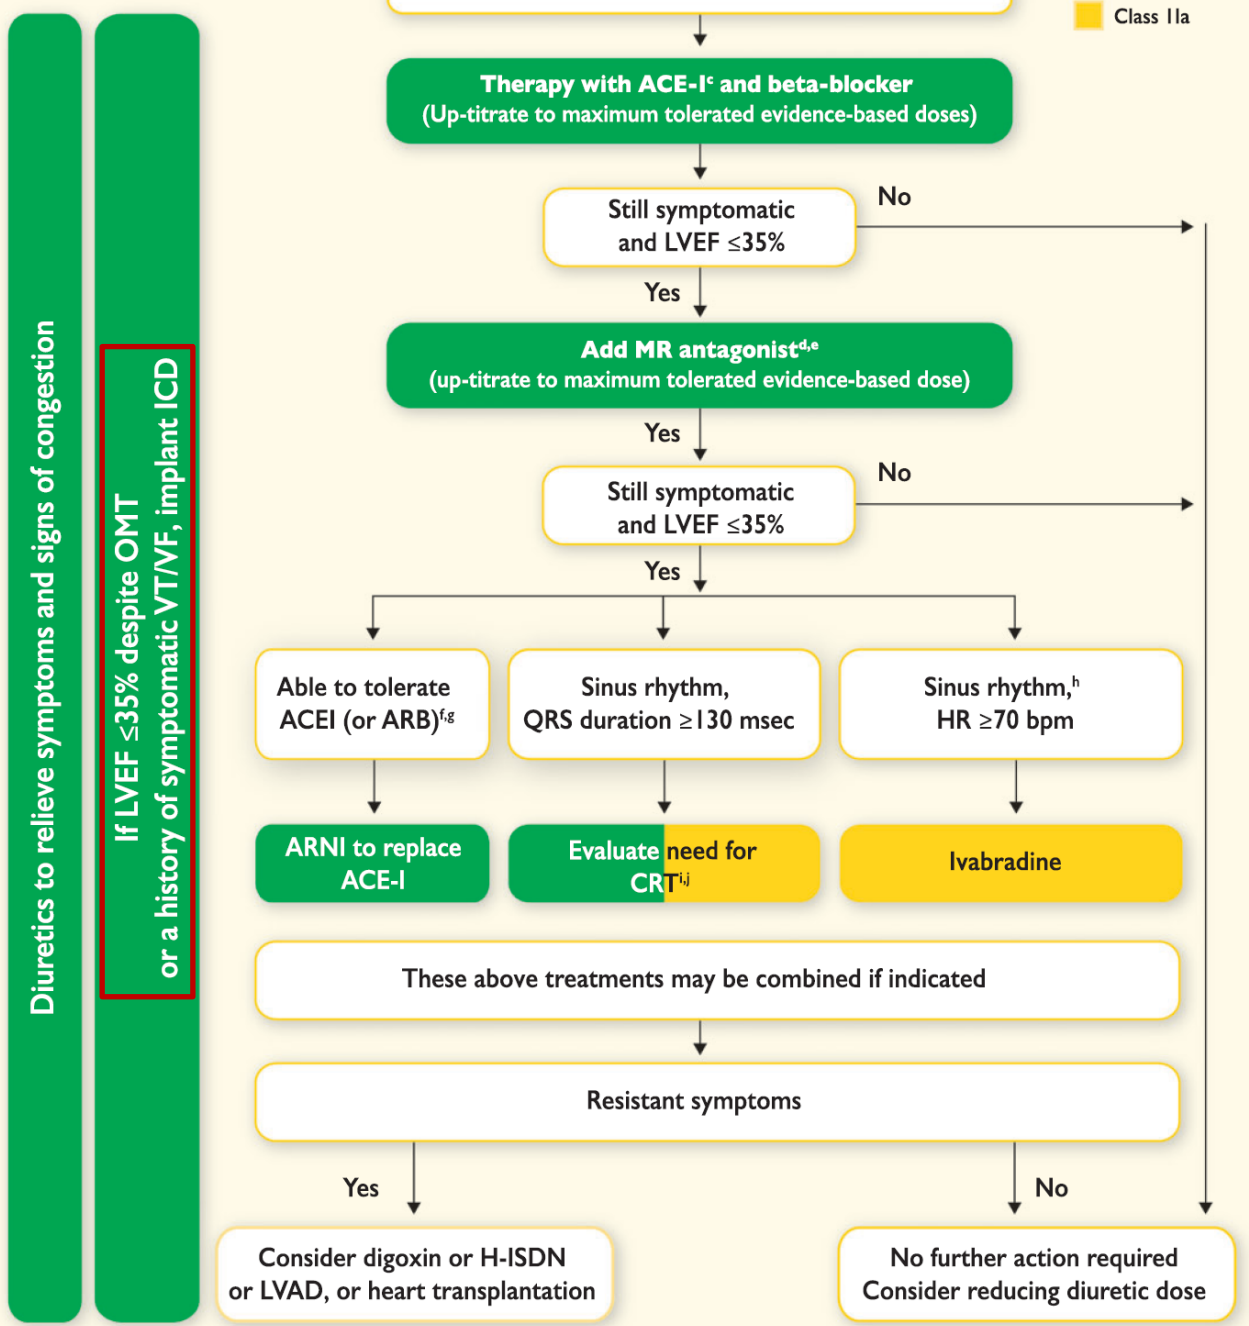 Class IIa
Therapy with ACE-Iᶜ and beta-blocker
(Up-titrate to maximum tolerated evidence-based doses)
Still symptomatic
and LVEF ≤35%
No
Yes
Add MR antagonistᵈ,ᵉ
(up-titrate to maximum tolerated evidence-based dose)
Yes
Still symptomatic
and LVEF ≤35%
No
Yes
Able to tolerate
ACEI (or ARB)ᶠ,ᵍ
Sinus rhythm,
QRS duration ≥130 msec
Sinus rhythm,ʰ
HR ≥70 bpm
ARNI to replace
ACE-I
Evaluate need for
CRTⁱ,ʲ
Ivabradine
These above treatments may be combined if indicated
Resistant symptoms
Yes
No
Consider digoxin or H-ISDN
or LVAD, or heart transplantation
No further action required
Consider reducing diuretic dose
Diuretics to relieve symptoms and signs of congestion
If LVEF ≤35% despite OMT
or a history of symptomatic VT/VF, implant ICD